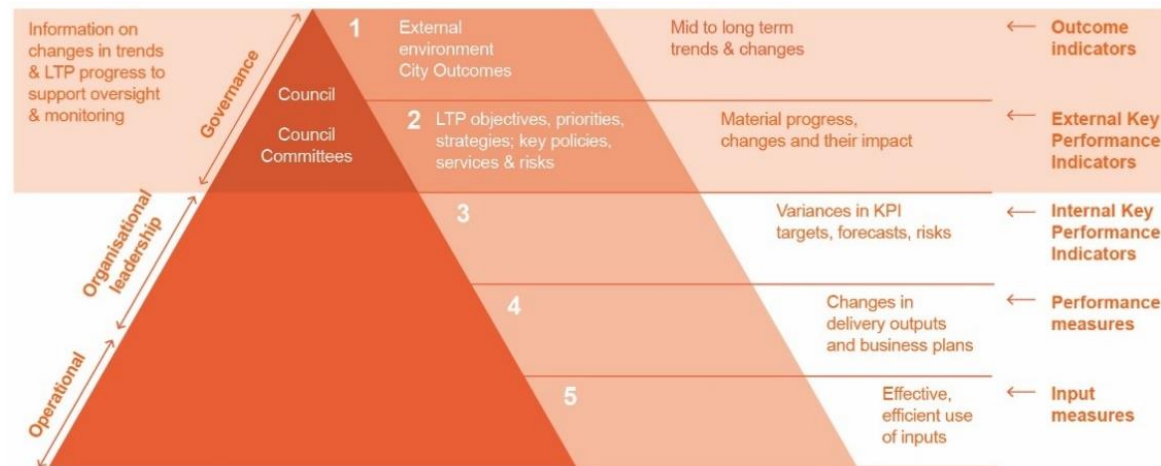 Information on
changes in trends
& LTP progress to
support oversight
& monitoring
Governance
Organisational
leadership
Operational
Council
Council
Committees
1
External
environment
City Outcomes
Mid to long term
trends & changes
← Outcome
indicators
2
LTP objectives, priorities,
strategies; key policies,
services & risks
Material progress,
changes and their impact
← External Key
Performance
Indicators
3
Variances in KPI
targets, forecasts, risks
← Internal Key
Performance
Indicators
4
Changes in
delivery outputs
and business plans
← Performance
measures
5
Effective,
efficient use
of inputs
← Input
measures